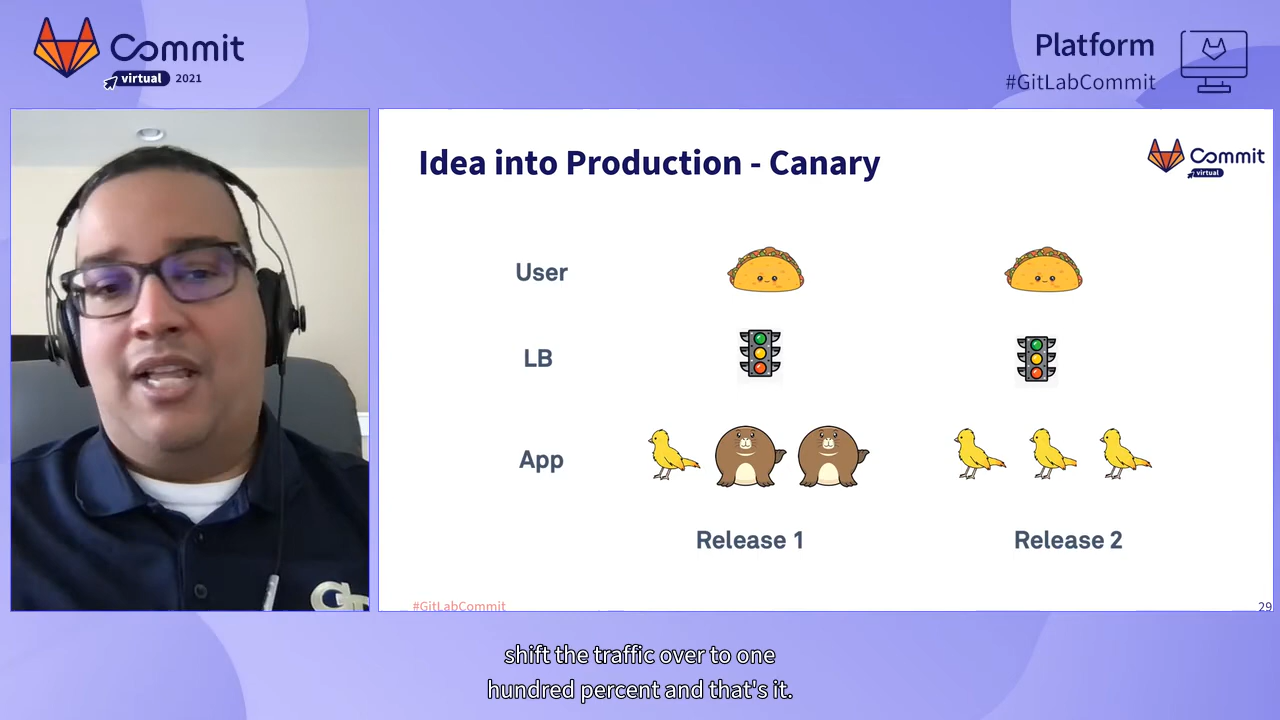 Commit
virtual 2021
Platform
#GitLabCommit
Idea into Production - Canary
Commit
virtual
User
LB
App
Release 1
Release 2
#GitLabCommit
29
GT
shift the traffic over to one
hundred percent and that's it.